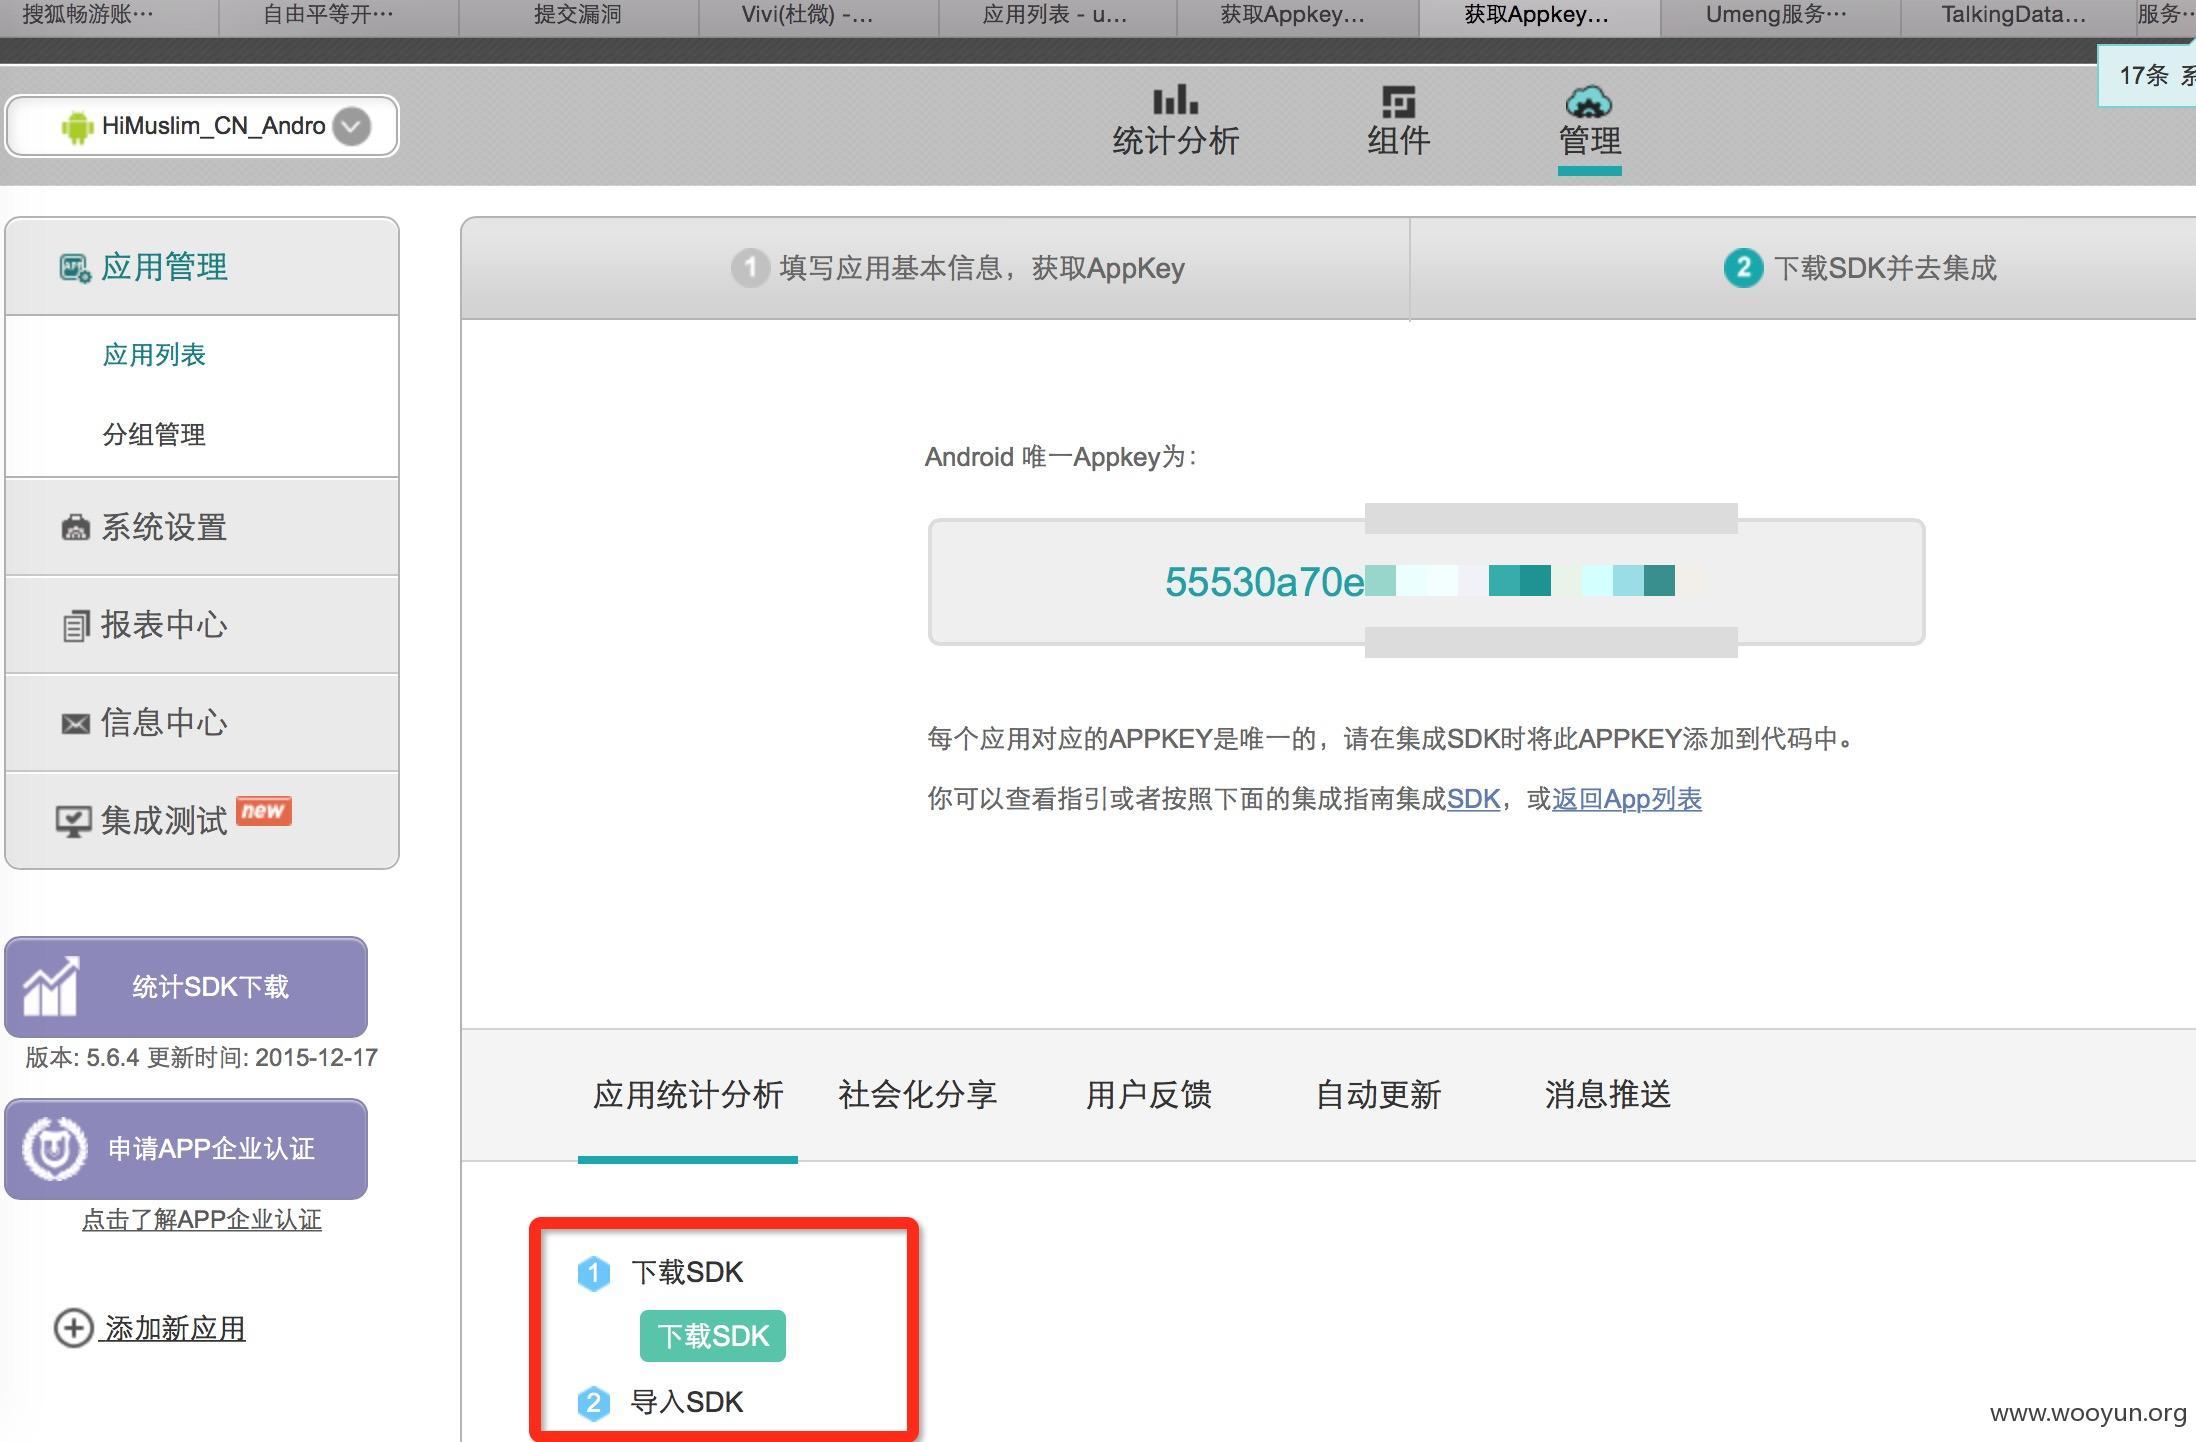 搜狐畅游账…
自由平等开…
提交漏洞
Vivi(杜微) -…
应用列表 - u…
获取Appkey…
获取Appkey…
Umeng服务…
TalkingData…
服务…
17条
HiMuslim_CN_Andro
统计分析
组件
管理
应用管理
应用列表
分组管理
系统设置
报表中心
信息中心
集成测试 new
统计SDK下载
版本: 5.6.4 更新时间: 2015-12-17
申请APP企业认证
点击了解APP企业认证
添加新应用
1 填写应用基本信息，获取AppKey
2 下载SDK并去集成
Android 唯一Appkey为：
55530a70e
每个应用对应的APPKEY是唯一的，请在集成SDK时将此APPKEY添加到代码中。
你可以查看指引或者按照下面的集成指南集成SDK，或返回App列表
应用统计分析
社会化分享
用户反馈
自动更新
消息推送
1 下载SDK
下载SDK
2 导入SDK
www.wooyun.org